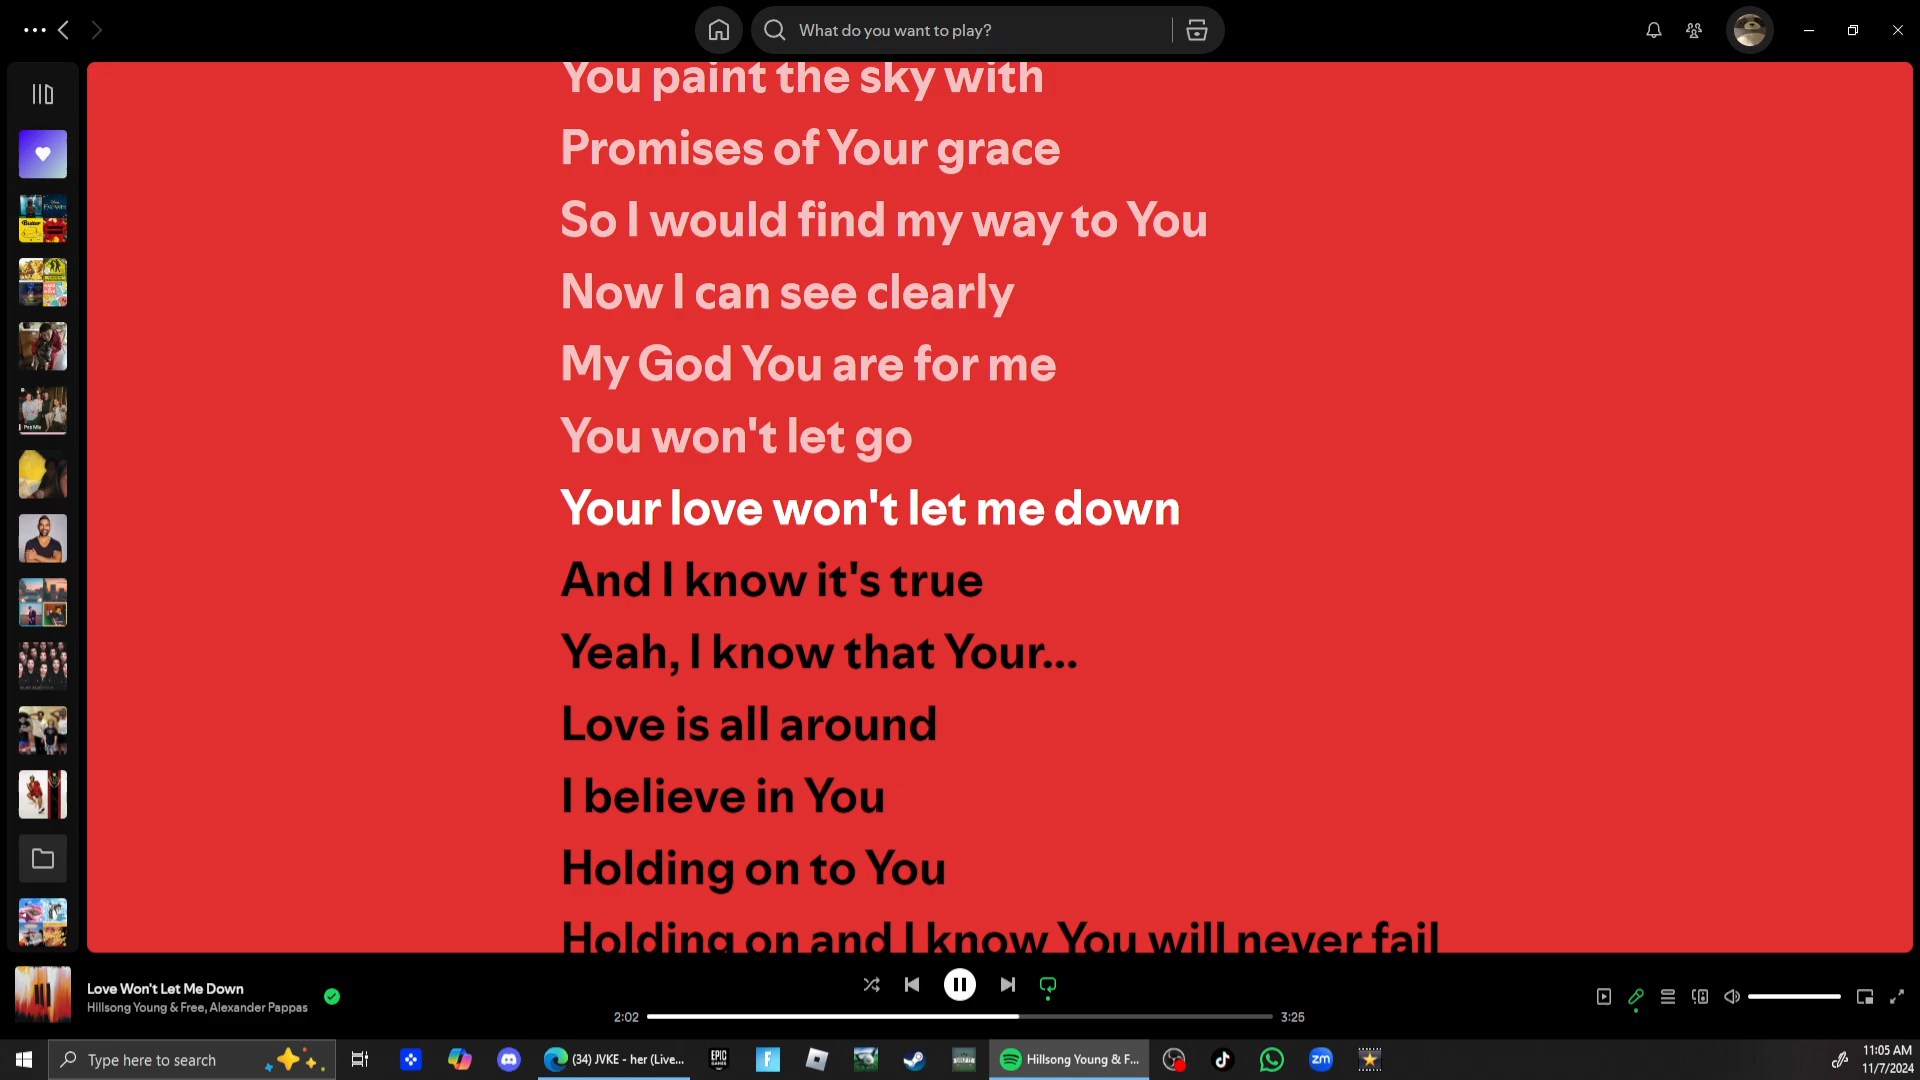 What do you want to play?
You paint the sky with
Promises of Your grace
So I would find my way to You
Now I can see clearly
My God You are for me
You won't let go
Your love won't let me down
And I know it's true
Yeah, I know that Your...
Love is all around
I believe in You
Holding on to You
Holding on and I know You will never fail
Love Won't Let Me Down
Hillsong Young & Free, Alexander Pappas
2:02
3:25
Type here to search
(34) JVKE - her (Live...
EPIC GAMES
Hillsong Young & F...
zm
11:05 AM
11/7/2024